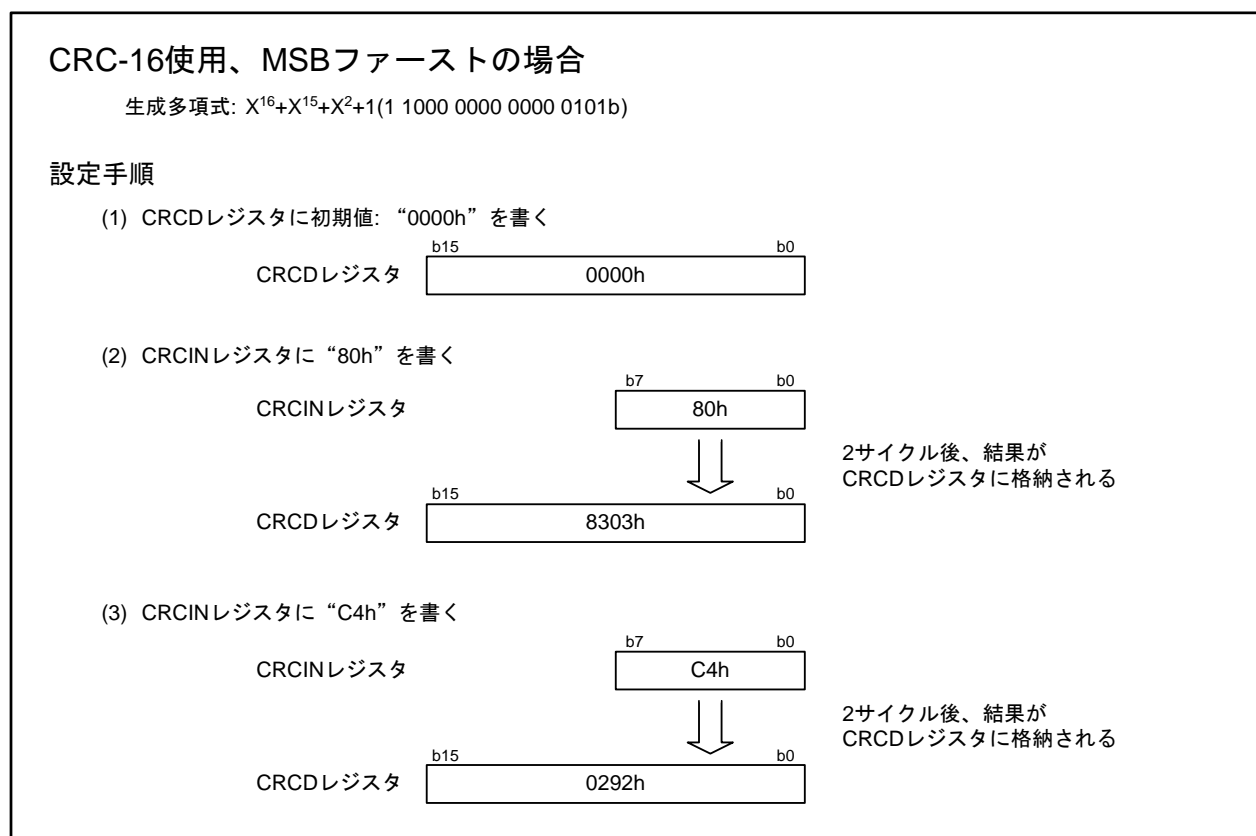 CRC-16使用、MSBファーストの場合
生成多項式: X16+X15+X2+1(1 1000 0000 0000 0101b)
設定手順
(1) CRCDレジスタに初期値: “0000h”を書く
b15 b0
CRCDレジスタ 0000h
(2) CRCINレジスタに“80h”を書く
b7 b0
CRCINレジスタ 80h
2サイクル後、結果が
CRCDレジスタに格納される
b15 b0
CRCDレジスタ 8303h
(3) CRCINレジスタに“C4h”を書く
b7 b0
CRCINレジスタ C4h
2サイクル後、結果が
CRCDレジスタに格納される
b15 b0
CRCDレジスタ 0292h